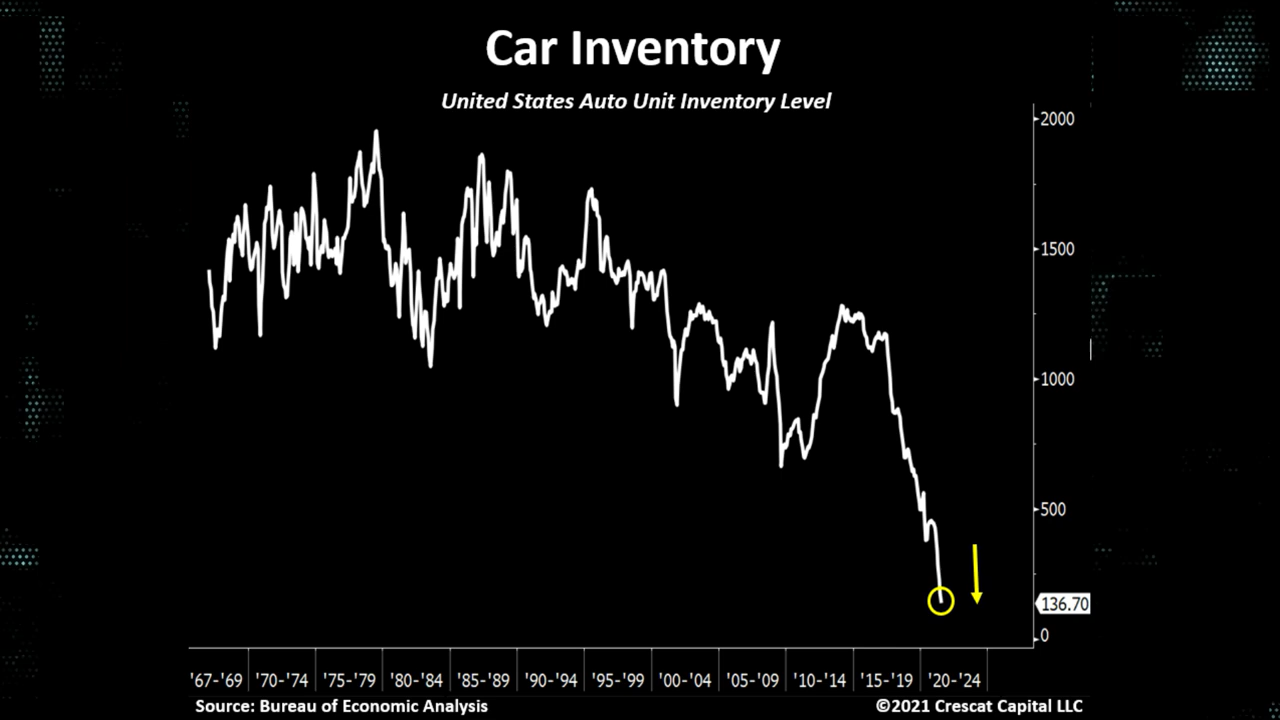 Car Inventory
United States Auto Unit Inventory Level
2000
1500
1000
500
136.70
0
'67-'69 '70-'74 '75-'79 '80-'84 '85-'89 '90-'94 '95-'99 '00-'04 '05-'09 '10-'14 '15-'19 '20-'24
Source: Bureau of Economic Analysis ©2021 Crescat Capital LLC